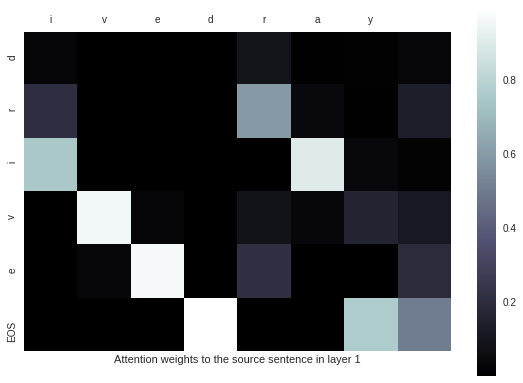 i v e d r a y
d
r
i
v
e
EOS
0.8
0.6
0.4
0.2
Attention weights to the source sentence in layer 1